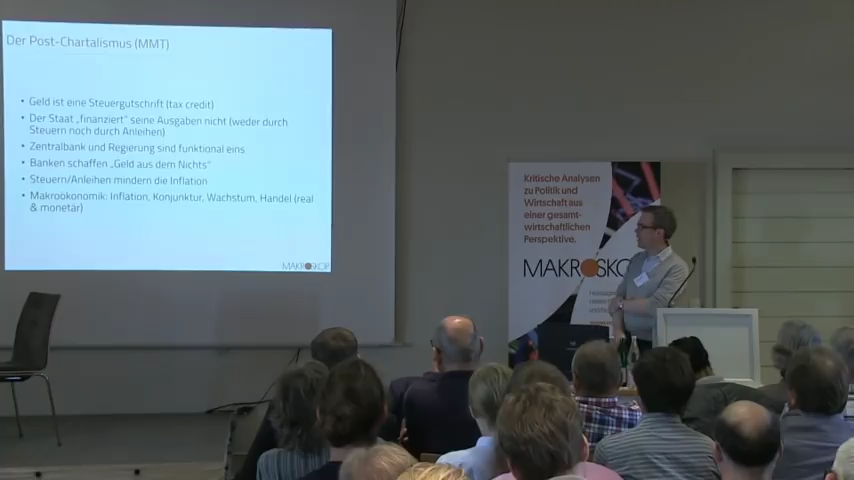 Der Post-Chartalismus (MMT)
• Geld ist eine Steuergutschrift (tax credit)
• Der Staat „finanziert" seine Ausgaben nicht (weder durch
Steuern noch durch Anleihen)
• Zentralbank und Regierung sind funktional eins
• Banken schaffen „Geld aus dem Nichts"
• Steuern/Anleihen mindern die Inflation
• Makroökonomik: Inflation, Konjunktur, Wachstum, Handel (real
& monetär)
MAKROSKOP
Kritische Analysen
zu Politik und
Wirtschaft aus
einer gesamt-
wirtschaftlichen
Perspektive.
MAKROSKO